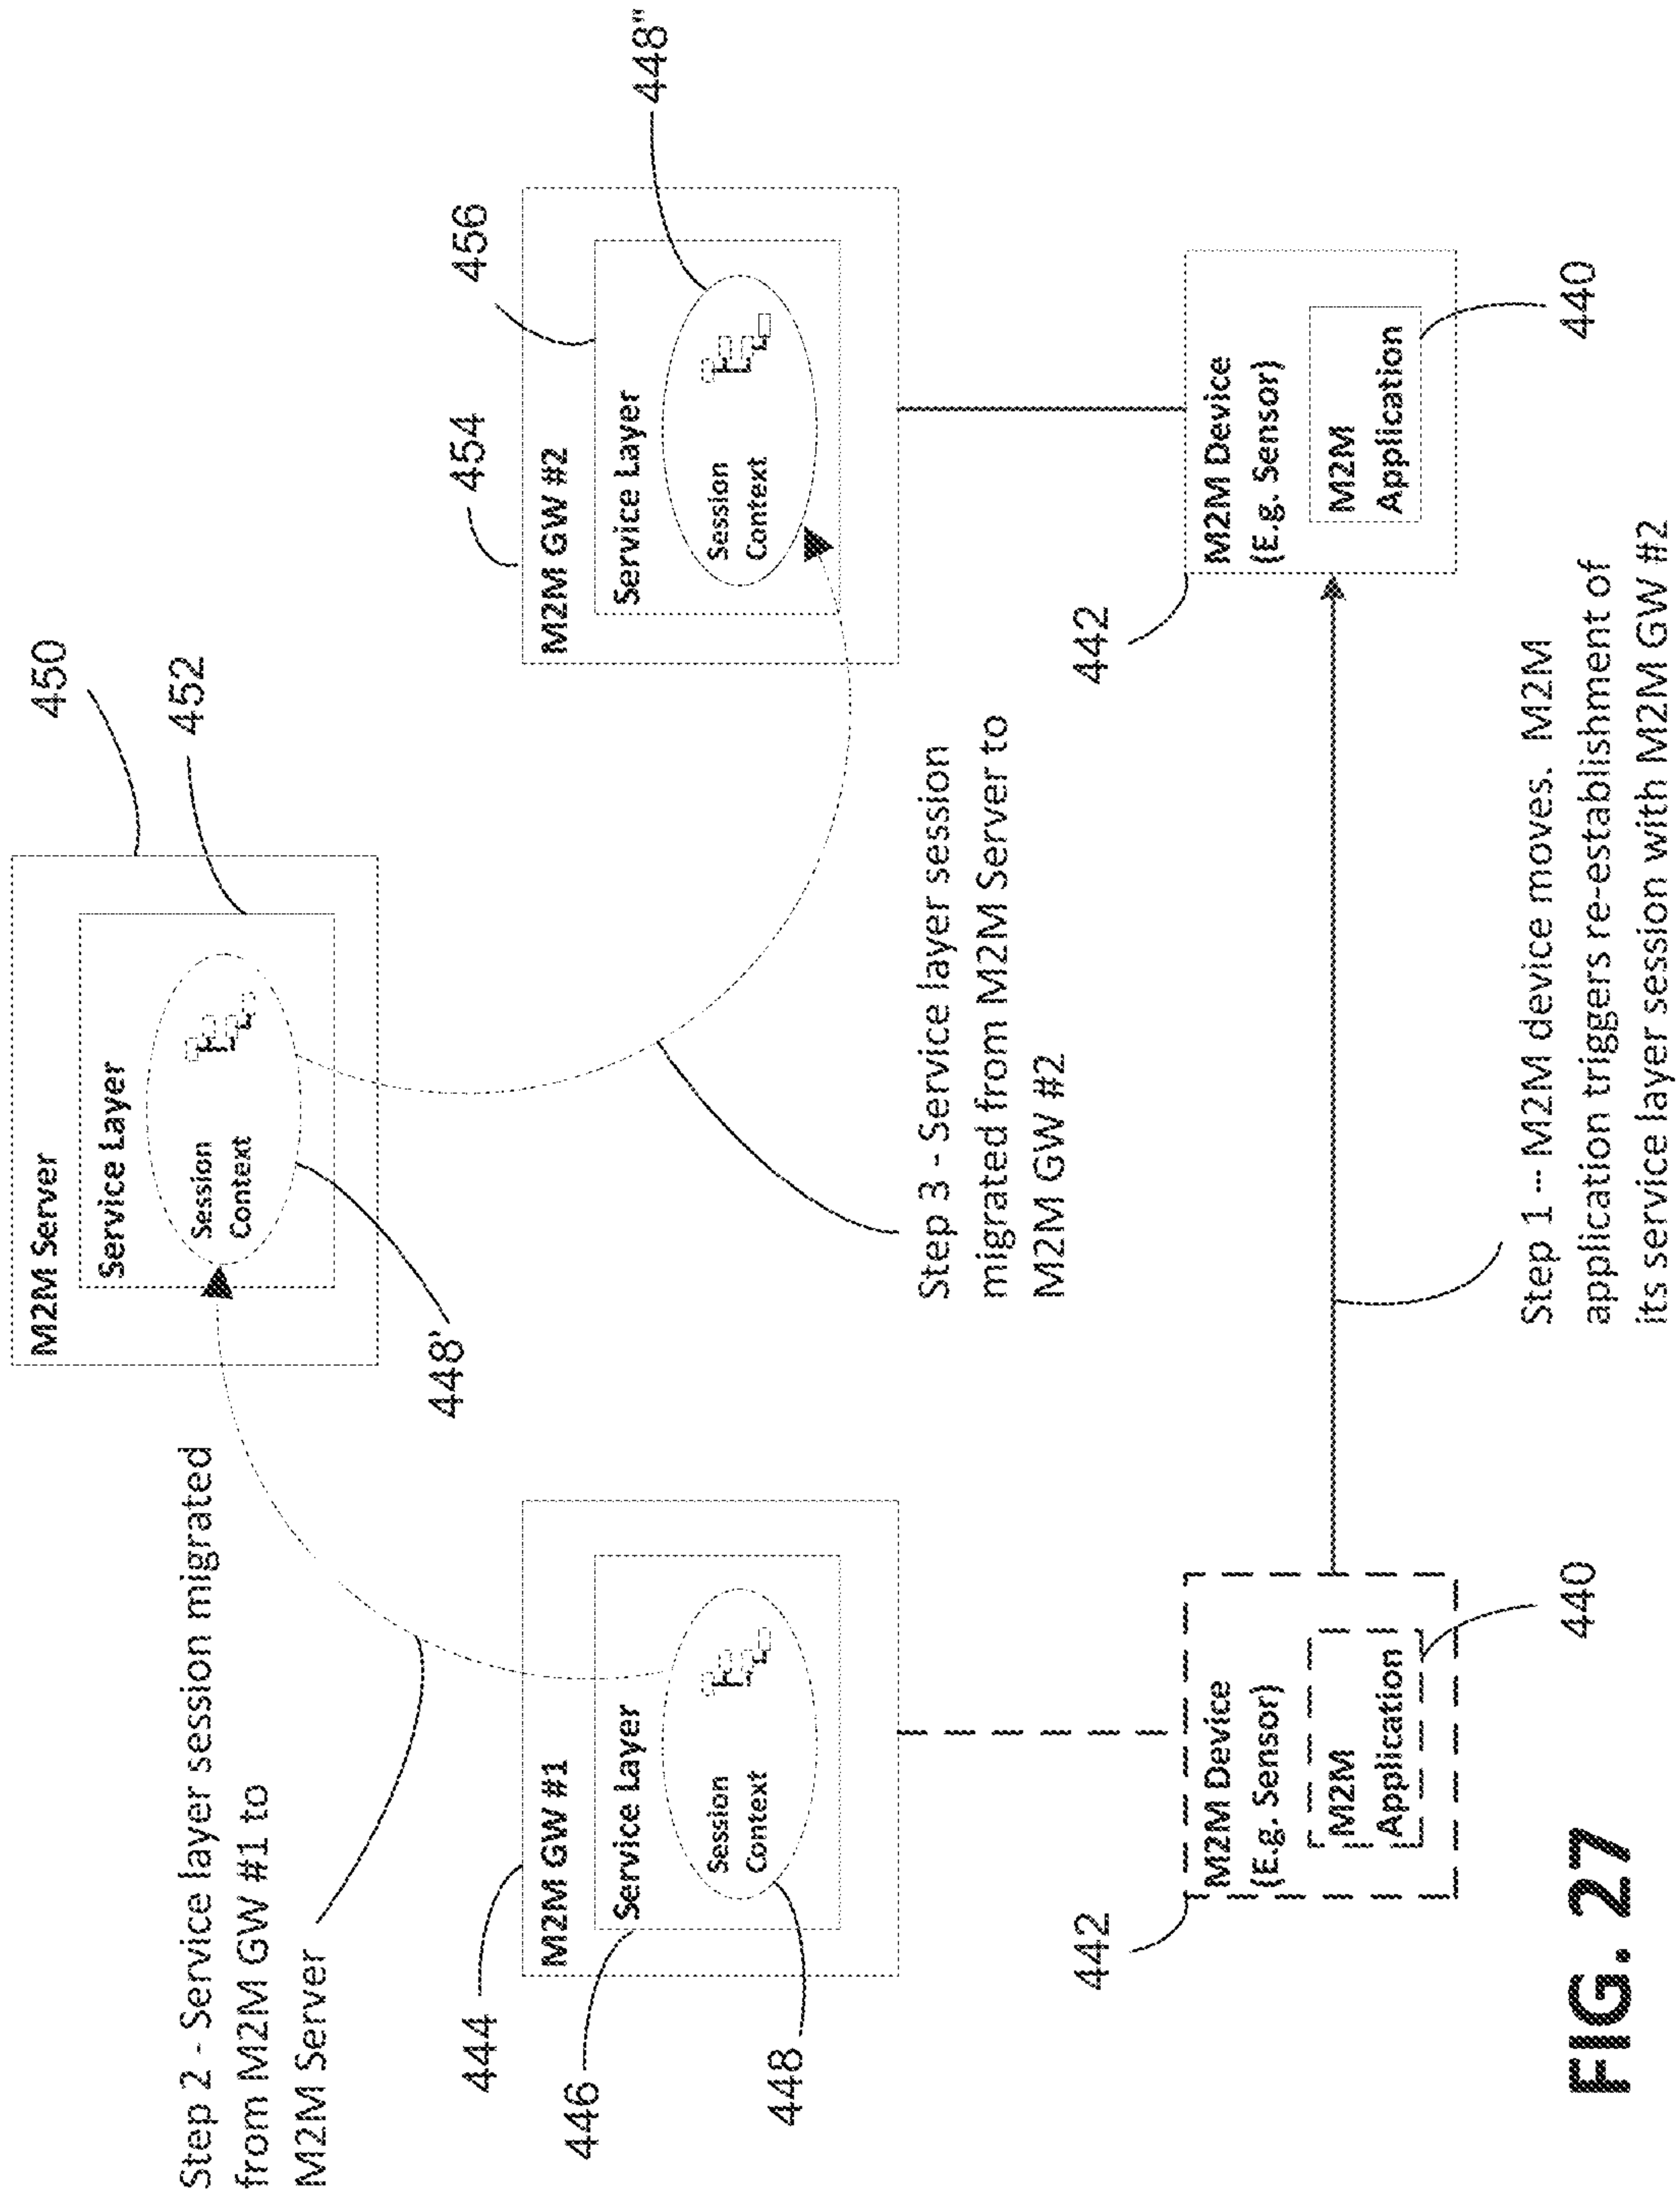 450
M2M Server
452
Service Layer
Session
Context
448'
Step 2 - Service layer session migrated
from M2M GW #1 to
M2M Server
444
M2M GW #1
446
Service Layer
Session
Context
448
454
M2M GW #2
456
Service Layer
Session
Context
448"
Step 3 - Service layer session
migrated from M2M Server to
M2M GW #2
442
M2M Device
(E.g. Sensor)
M2M
Application
440
442
M2M Device
(E.g. Sensor)
M2M
Application
440
Step 1 -- M2M device moves. M2M
application triggers re-establishment of
its service layer session with M2M GW #2
FIG. 27